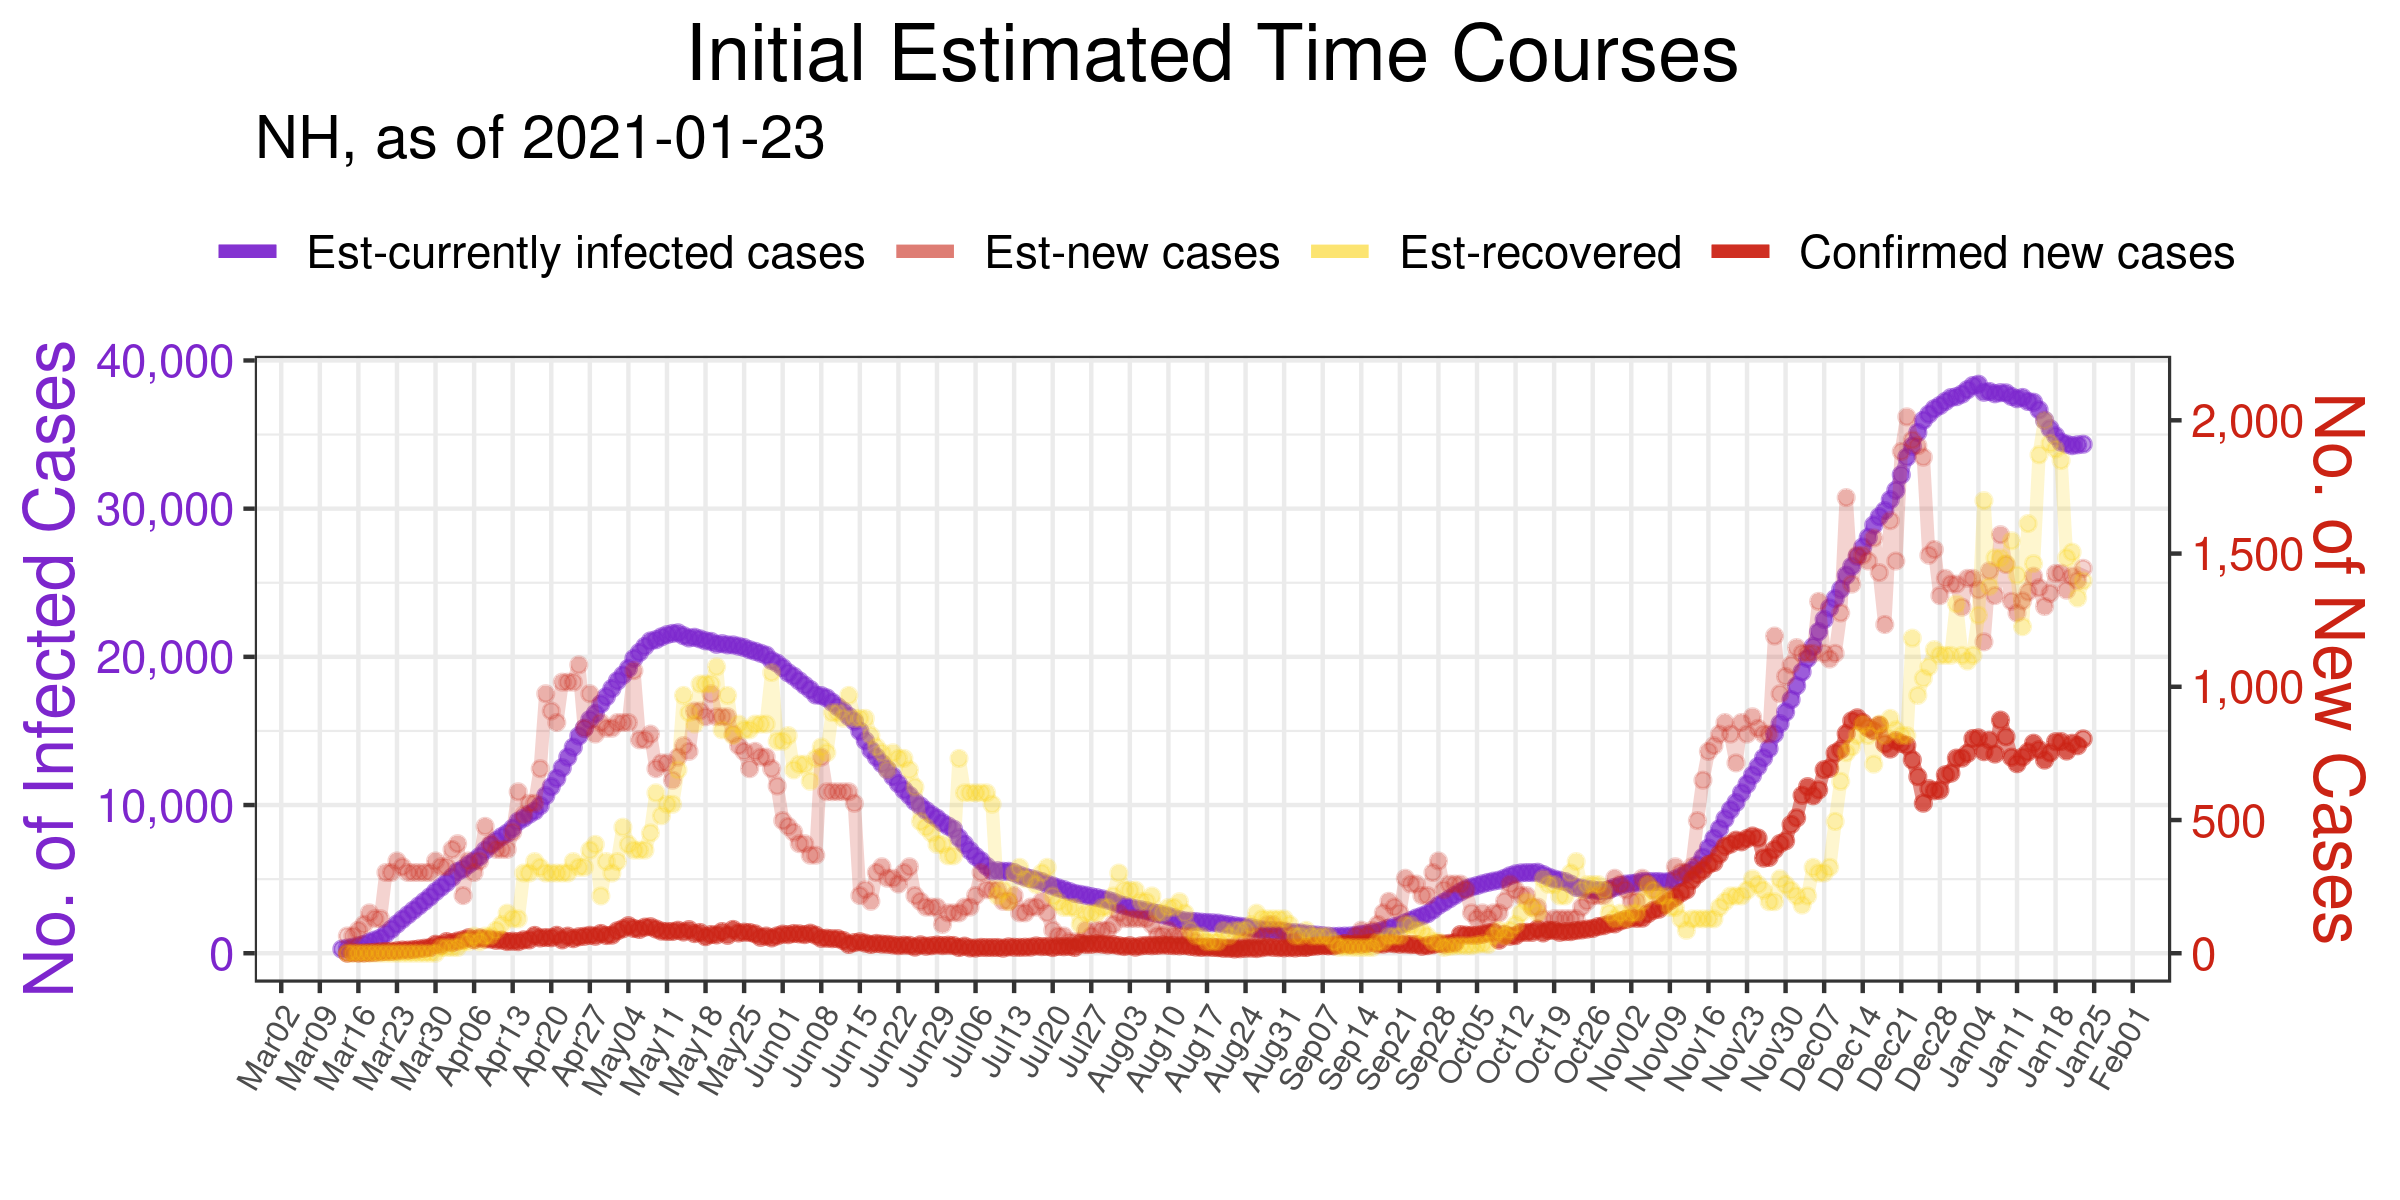 Initial Estimated Time Courses
NH, as of 2021-01-23
Est-currently infected cases Est-new cases Est-recovered Confirmed new cases
No. of Infected Cases
40,000
30,000
20,000
10,000
0
2,000
1,500
1,000
500
0
No. of New Cases
Mar02 Mar09 Mar16 Mar23 Mar30 Apr06 Apr13 Apr20 Apr27 May04 May11 May18 May25 Jun01 Jun08 Jun15 Jun22 Jun29 Jul06 Jul13 Jul20 Jul27 Aug03 Aug10 Aug17 Aug24 Aug31 Sep07 Sep14 Sep21 Sep28 Oct05 Oct12 Oct19 Oct26 Nov02 Nov09 Nov16 Nov23 Nov30 Dec07 Dec14 Dec21 Dec28 Jan04 Jan11 Jan18 Jan25 Feb01